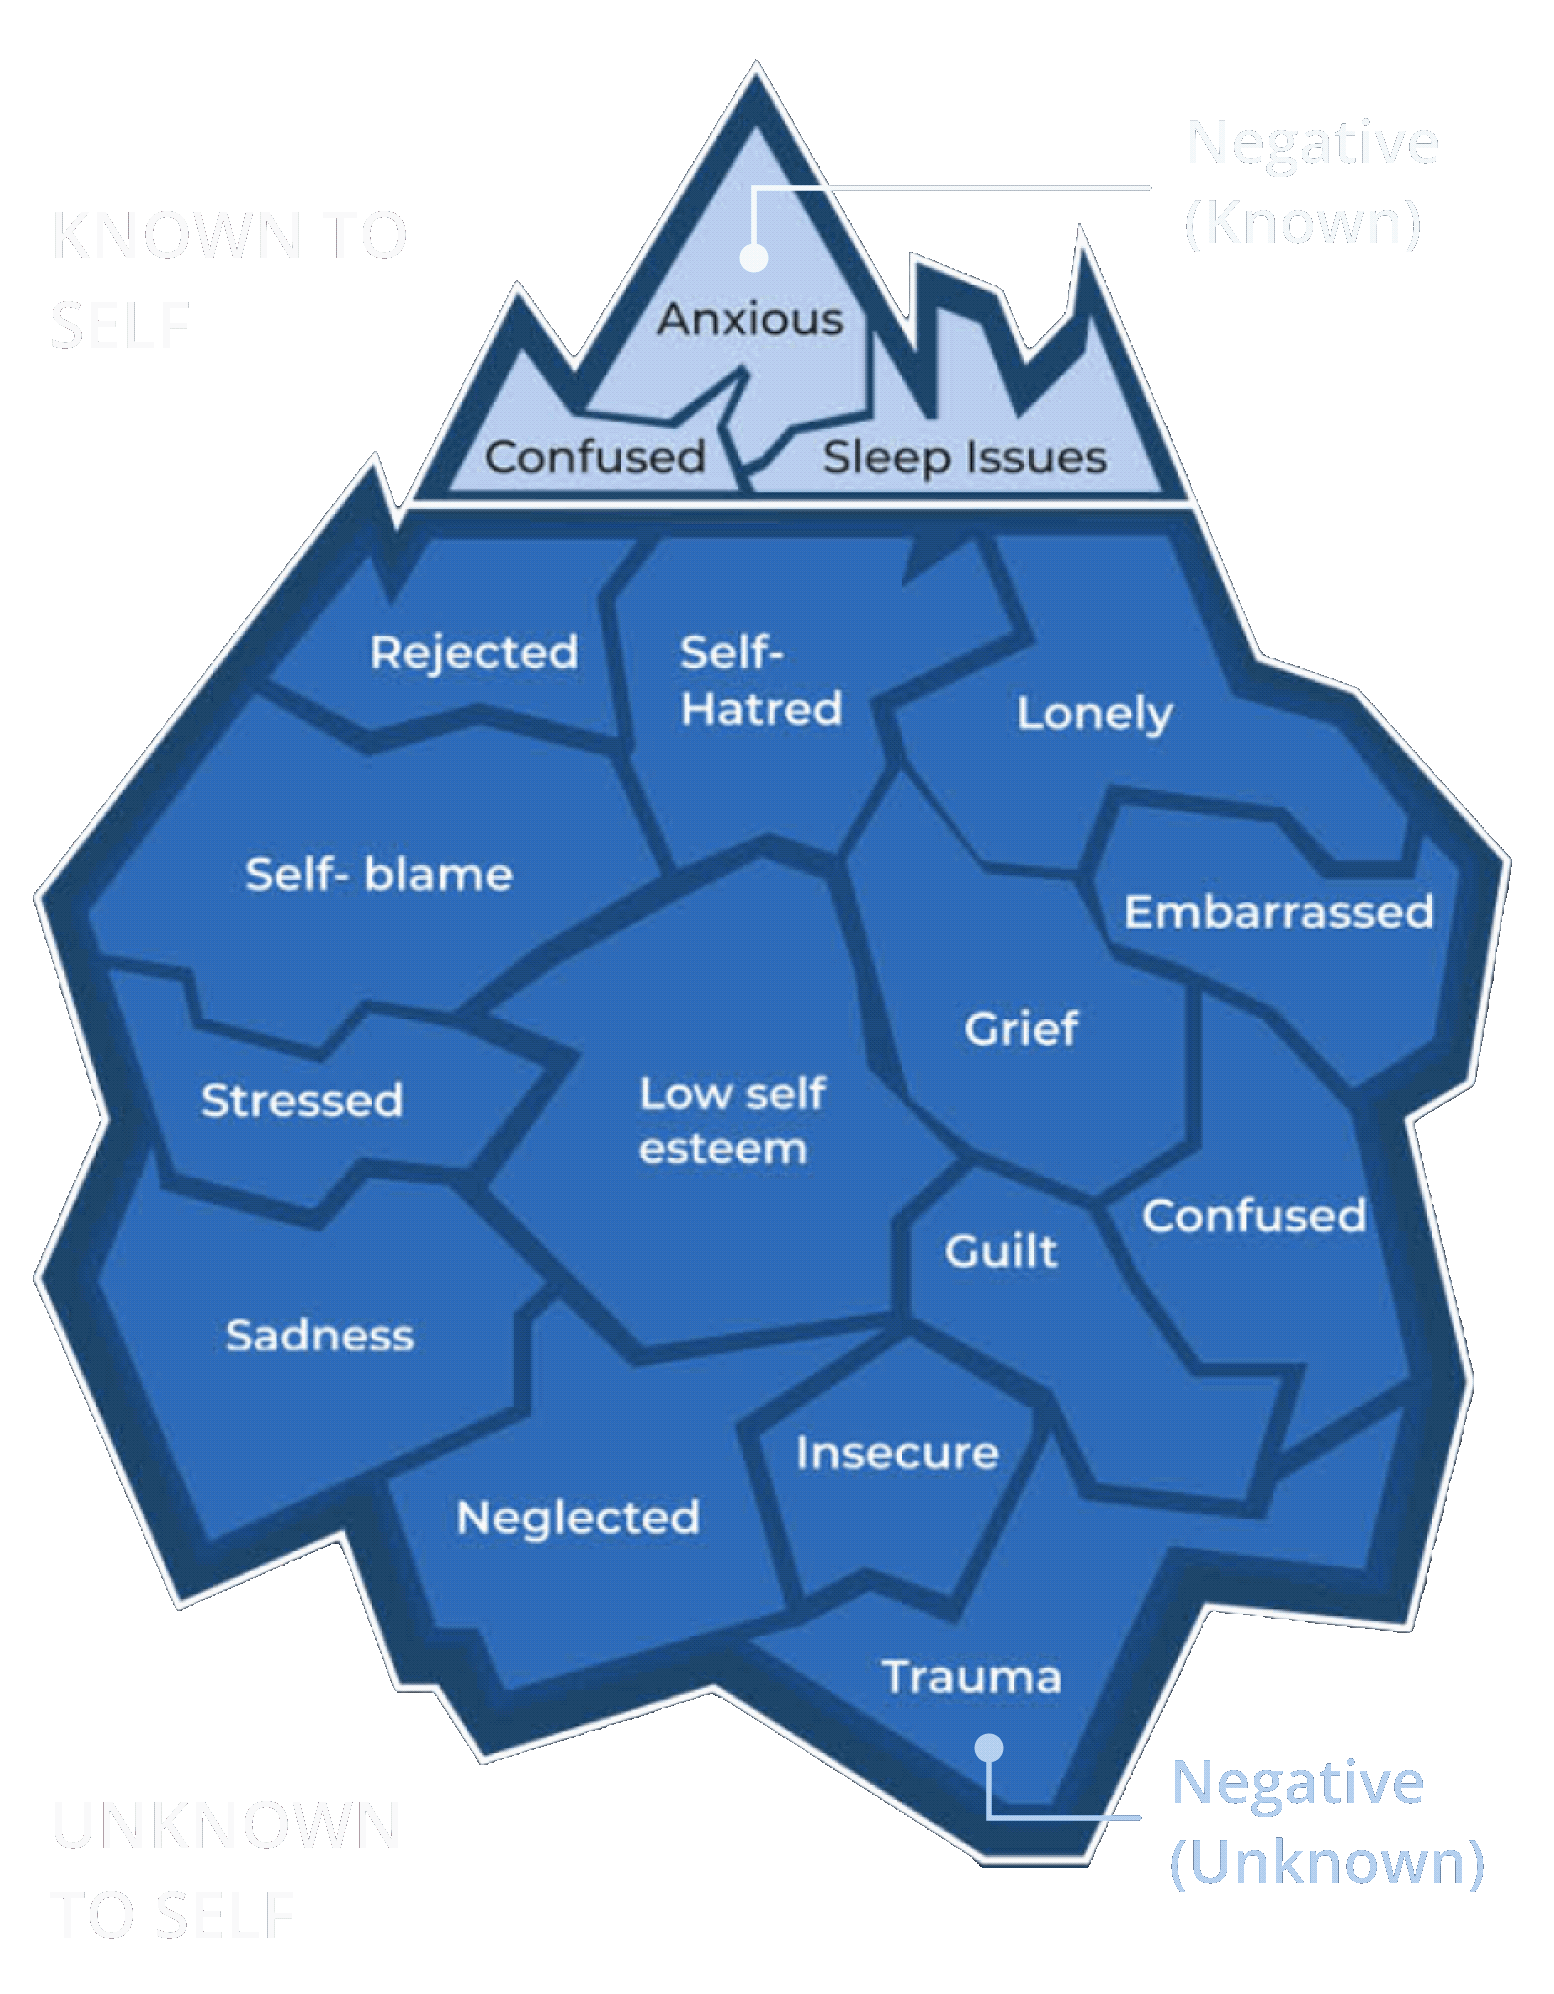 Negative
(Known)
KNOWN TO
SELF
Anxious
Confused
Sleep Issues
Rejected
Self-
Hatred
Lonely
Self- blame
Embarrassed
Grief
Stressed
Low self
esteem
Confused
Guilt
Sadness
Insecure
Neglected
Trauma
Negative
(Unknown)
UNKNOWN
TO SELF